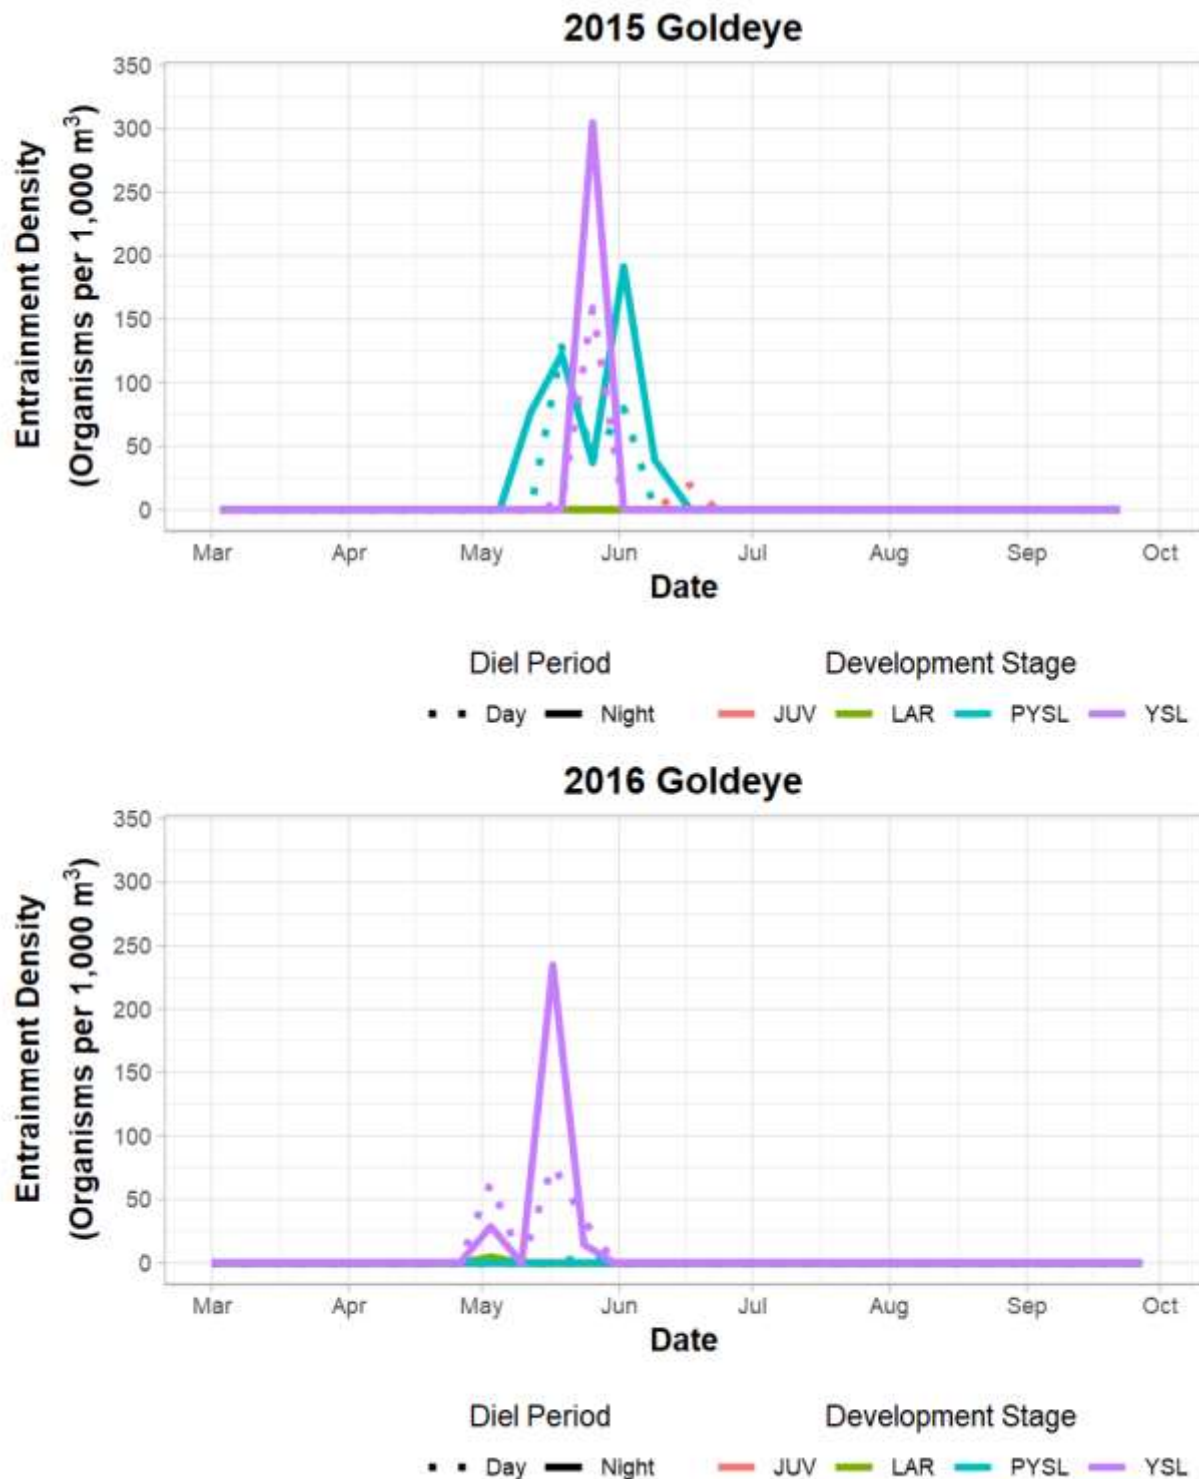 2015 Goldeye
Entrainment Density
(Organisms per 1,000 m³)
350
300
250
200
150
100
50
0
Mar Apr May Jun Jul Aug Sep Oct
Date
Diel Period Development Stage
Day Night JUV LAR PYSL YSL
2016 Goldeye
Entrainment Density
(Organisms per 1,000 m³)
350
300
250
200
150
100
50
0
Mar Apr May Jun Jul Aug Sep Oct
Date
Diel Period Development Stage
Day Night JUV LAR PYSL YSL